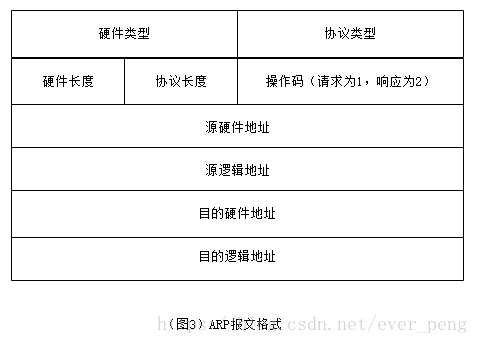 硬件类型
协议类型
硬件长度
协议长度
操作码（请求为1，响应为2）
源硬件地址
源逻辑地址
目的硬件地址
目的逻辑地址
（图3）ARP报文格式
csdn.net/ever_peng